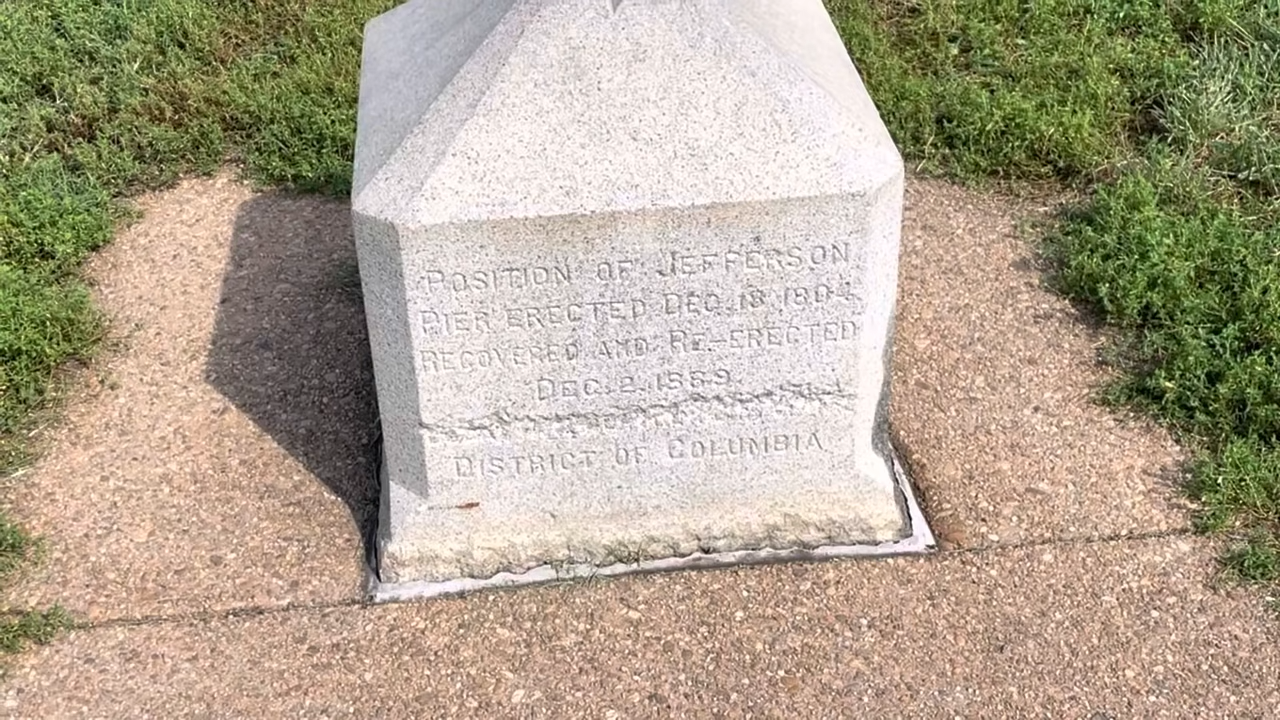 POSITION OF JEFFERSON
PIER ERECTED DEC. 18, 1804.
RECOVERED AND RE-ERECTED
DEC. 2, 1889.
DISTRICT OF COLUMBIA